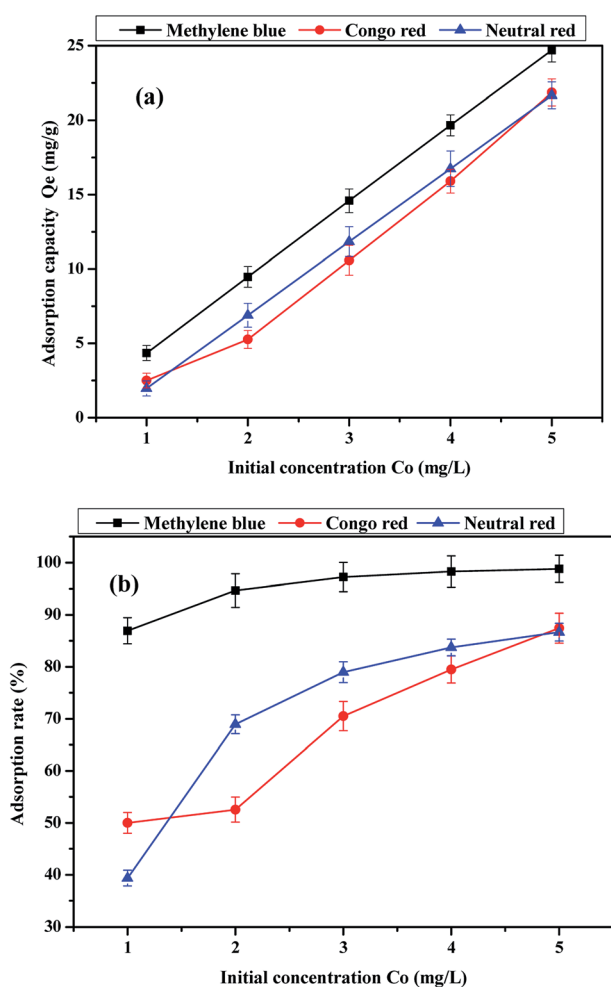 Methylene blue Congo red Neutral red
25
20
15
10
5
0
(a)
Adsorption capacity Qe (mg/g)
1 2 3 4 5
Initial concentration Co (mg/L)
Methylene blue Congo red Neutral red
100
90
80
70
60
50
40
30
(b)
Adsorption rate (%)
1 2 3 4 5
Initial concentration Co (mg/L)